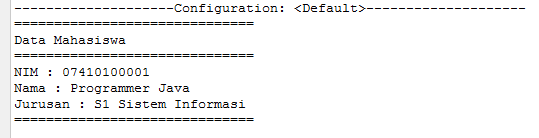 --------------------Configuration: <Default>--------------------
==============================
Data Mahasiswa
==============================
NIM : 07410100001
Nama : Programmer Java
Jurusan : S1 Sistem Informasi
==============================